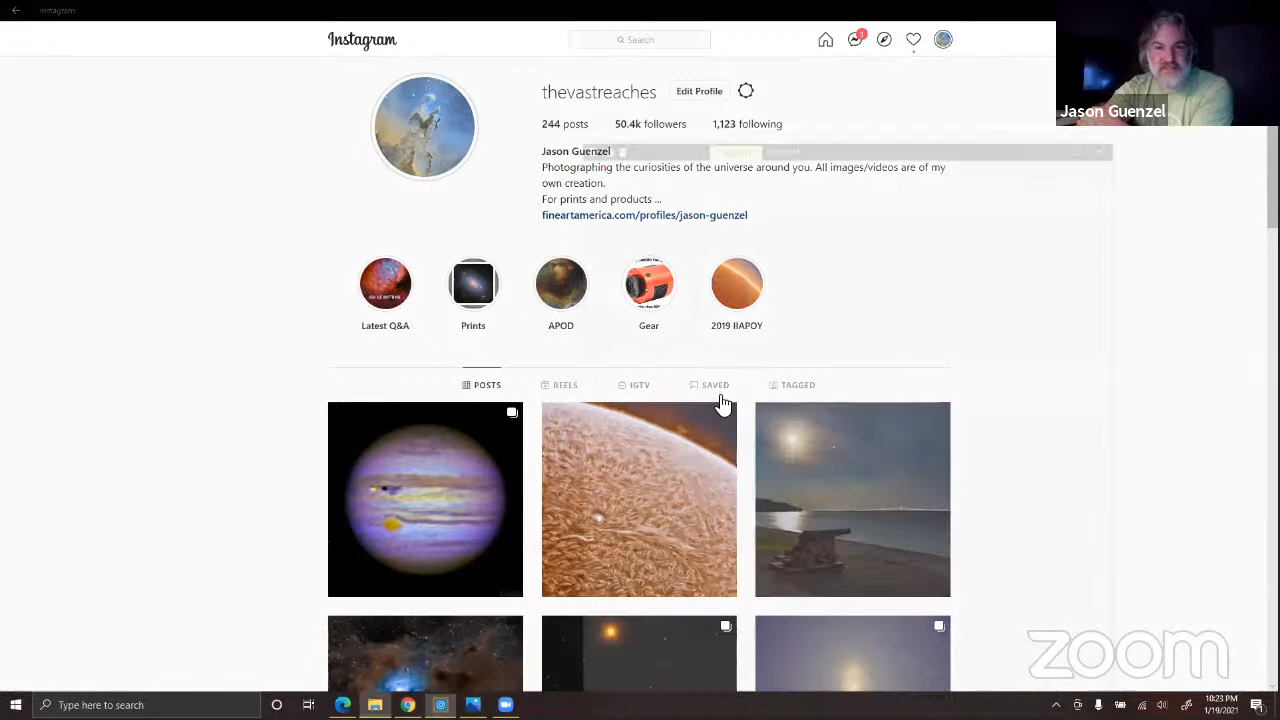 Instagram
Instagram
Search
3
Jason Guenzel
thevastreaches
Edit Profile
244 posts 50.4k followers 1,123 following
Jason Guenzel
Photographing the curiosities of the universe around you. All images/videos are of my
own creation.
For prints and products ...
fineartamerica.com/profiles/jason-guenzel
Latest Q&A Prints APOD Gear 2019 IIAPOY
POSTS REELS IGTV SAVED TAGGED
zoom
Type here to search
10:23 PM
1/19/2021